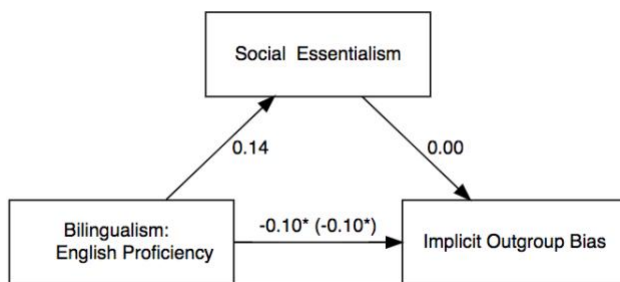 Social Essentialism
0.14
0.00
Bilingualism:
English Proficiency
-0.10* (-0.10*)
Implicit Outgroup Bias